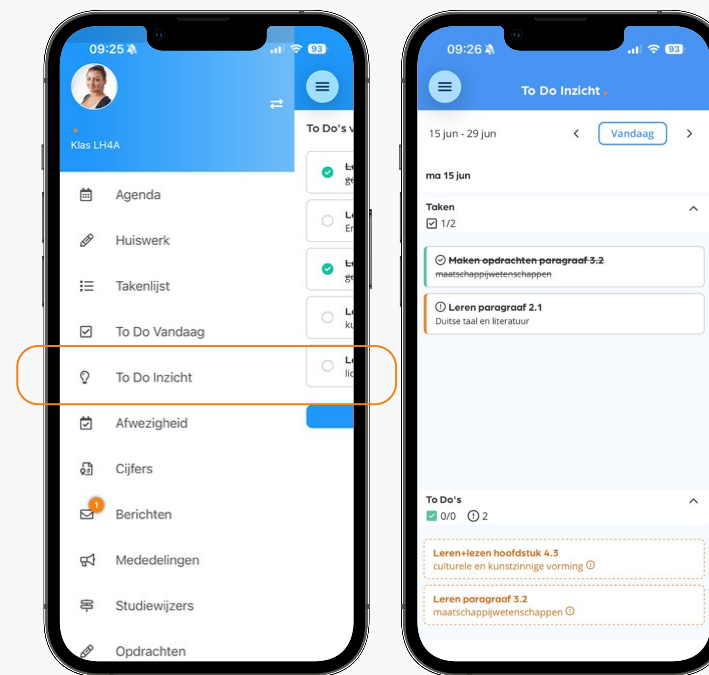 09:25
93
Klas LH4A
Agenda
Huiswerk
Takenlijst
To Do Vandaag
To Do Inzicht
Afwezigheid
Cijfers
1
Berichten
Mededelingen
Studiewijzers
Opdrachten
To Do's v
09:26
93
To Do Inzicht
15 jun - 29 jun
Vandaag
ma 15 jun
Taken
1/2
Maken opdrachten paragraaf 3.2
maatschappijwetenschappen
Leren paragraaf 2.1
Duitse taal en literatuur
To Do's
0/0 2
Leren+lezen hoofdstuk 4.3
culturele en kunstzinnige vorming
Leren paragraaf 3.2
maatschappijwetenschappen